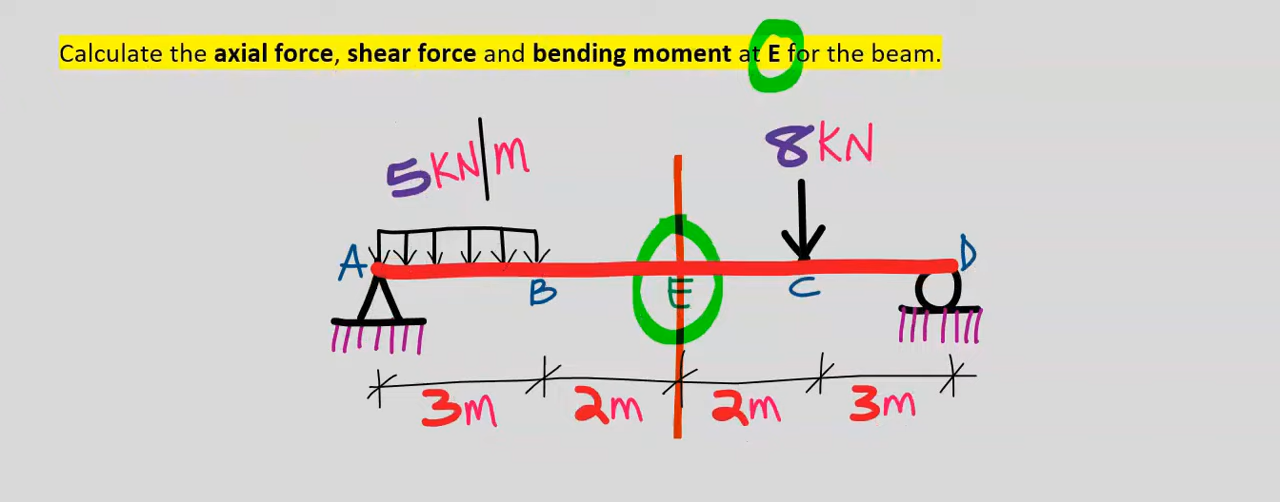 Calculate the axial force, shear force and bending moment at E for the beam.
5KN/m
8KN
A
B
E
C
D
3m 2m 2m 3m